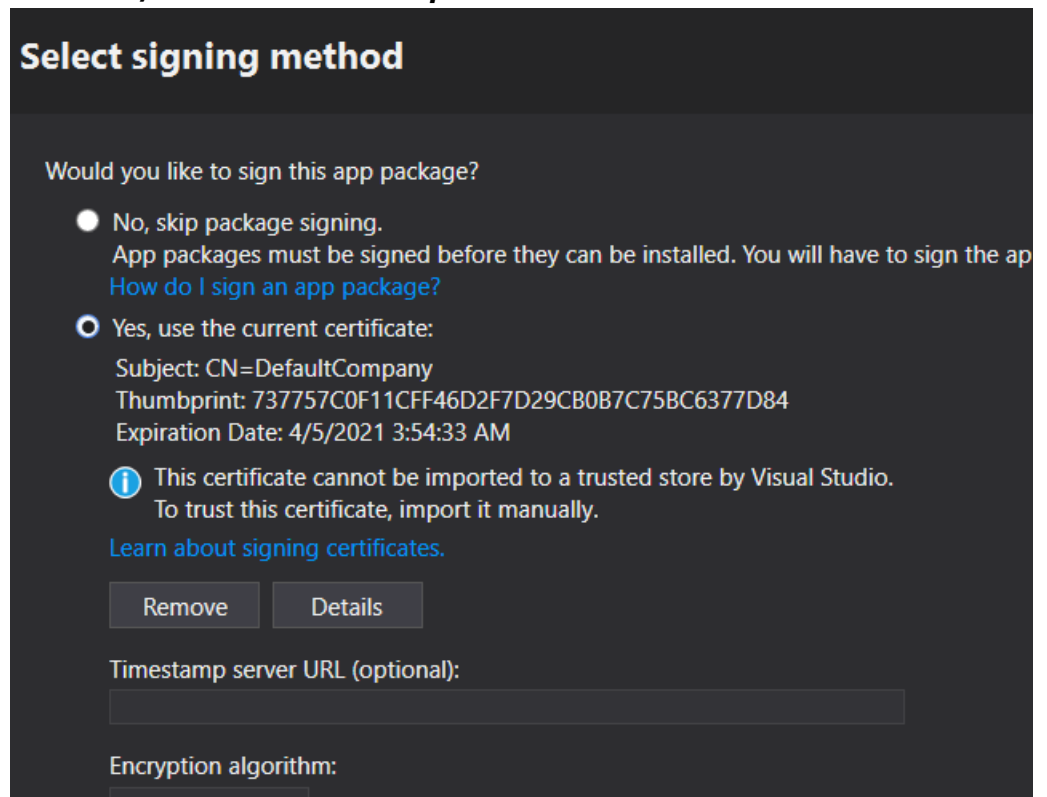 Select signing method
Would you like to sign this app package?
No, skip package signing.
App packages must be signed before they can be installed. You will have to sign the ap
How do I sign an app package?
Yes, use the current certificate:
Subject: CN=DefaultCompany
Thumbprint: 737757C0F11CFF46D2F7D29CB0B7C75BC6377D84
Expiration Date: 4/5/2021 3:54:33 AM
This certificate cannot be imported to a trusted store by Visual Studio.
To trust this certificate, import it manually.
Learn about signing certificates.
Remove Details
Timestamp server URL (optional):
Encryption algorithm: